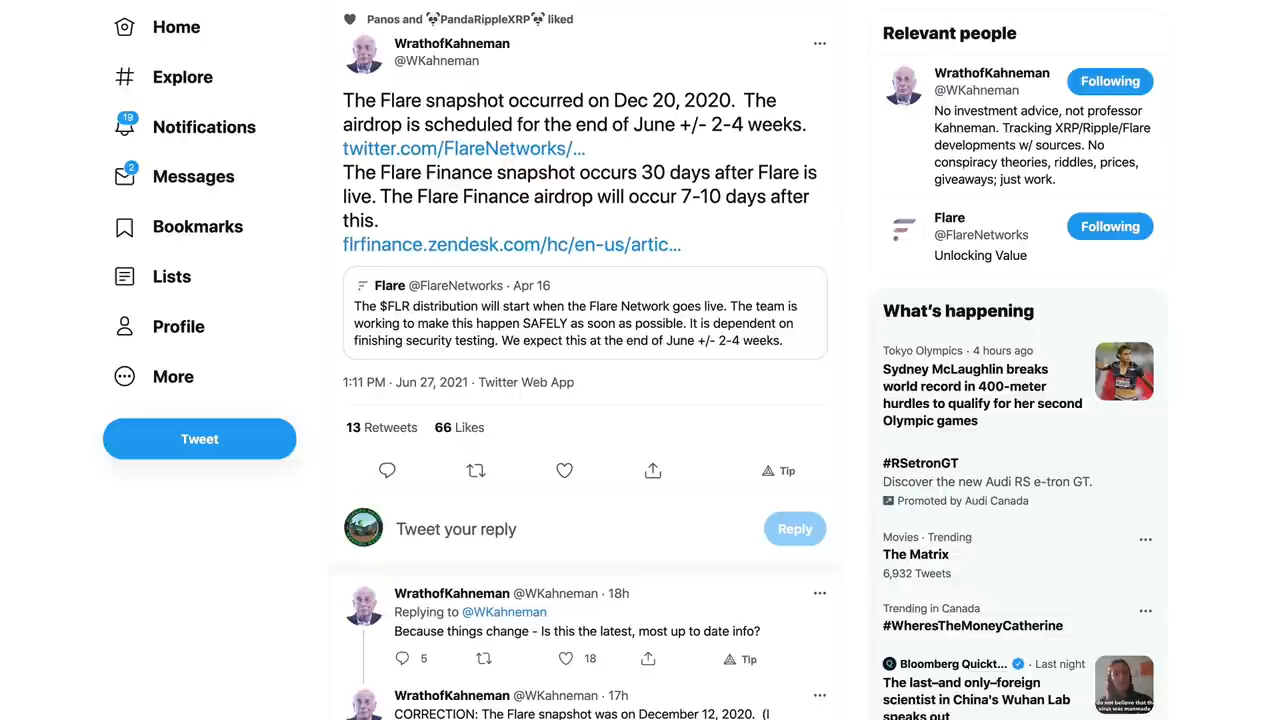 Home
Explore
19
Notifications
2
Messages
Bookmarks
Lists
Profile
More
Tweet
Panos and 🐼PandaRippleXRP🐼 liked
WrathofKahneman
@WKahneman
The Flare snapshot occurred on Dec 20, 2020. The
airdrop is scheduled for the end of June +/- 2-4 weeks.
twitter.com/FlareNetworks/...
The Flare Finance snapshot occurs 30 days after Flare is
live. The Flare Finance airdrop will occur 7-10 days after
this.
flrfinance.zendesk.com/hc/en-us/artic...
Flare @FlareNetworks · Apr 16
The $FLR distribution will start when the Flare Network goes live. The team is
working to make this happen SAFELY as soon as possible. It is dependent on
finishing security testing. We expect this at the end of June +/- 2-4 weeks.
1:11 PM · Jun 27, 2021 · Twitter Web App
13 Retweets 66 Likes
Tip
Tweet your reply
Reply
WrathofKahneman @WKahneman · 18h
Replying to @WKahneman
Because things change - Is this the latest, most up to date info?
5 18 Tip
WrathofKahneman @WKahneman · 17h
CORRECTION: The Flare snapshot was on December 12, 2020. (I
Relevant people
WrathofKahneman
@WKahneman
Following
No investment advice, not professor
Kahneman. Tracking XRP/Ripple/Flare
developments w/ sources. No
conspiracy theories, riddles, prices,
giveaways; just work.
Flare
@FlareNetworks
Following
Unlocking Value
What's happening
Tokyo Olympics · 4 hours ago
Sydney McLaughlin breaks
world record in 400-meter
hurdles to qualify for her second
Olympic games
#RSetronGT
Discover the new Audi RS e-tron GT.
Promoted by Audi Canada
Movies · Trending
The Matrix
6,932 Tweets
Trending in Canada
#WheresTheMoneyCatherine
Bloomberg Quickt... · Last night
The last–and only–foreign
scientist in China's Wuhan Lab
speaks out